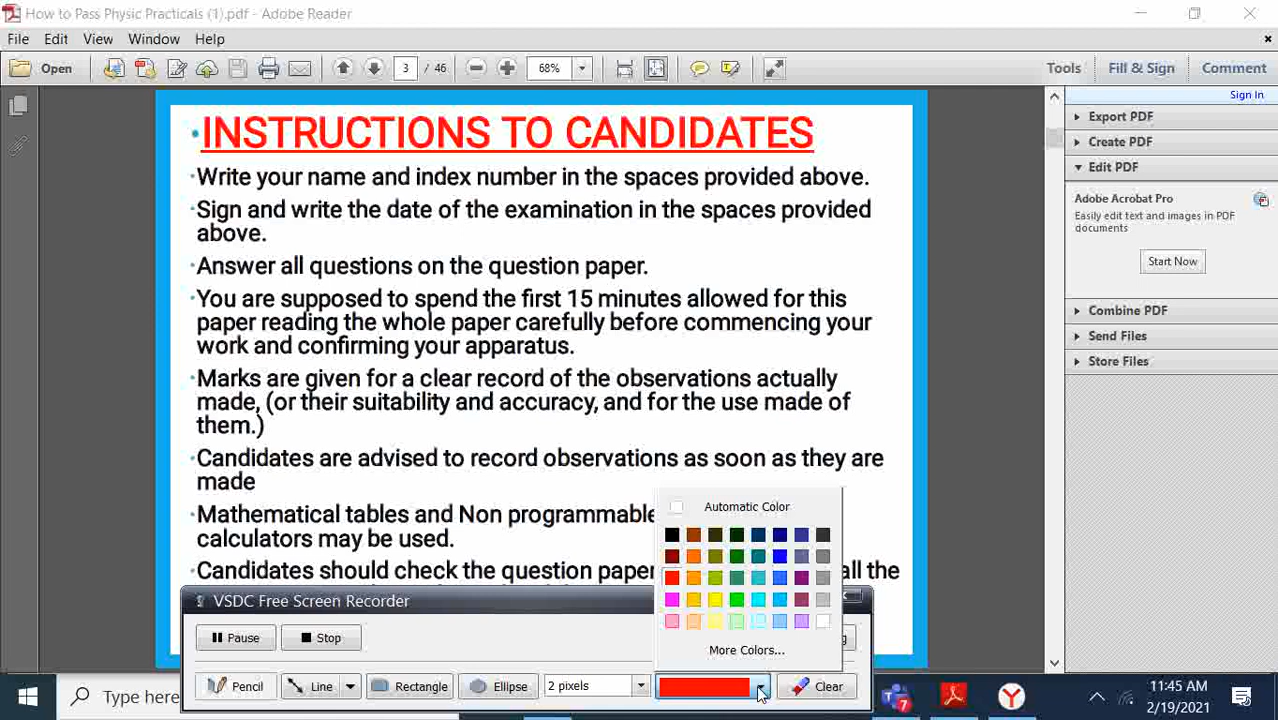 How to Pass Physic Practicals (1).pdf - Adobe Reader
File Edit View Window Help
Open 3 / 46 68% Tools Fill & Sign Comment
Sign In
Export PDF
Create PDF
Edit PDF
Adobe Acrobat Pro
Easily edit text and images in PDF
documents
Start Now
Combine PDF
Send Files
Store Files
INSTRUCTIONS TO CANDIDATES
Write your name and index number in the spaces provided above.
Sign and write the date of the examination in the spaces provided
above.
Answer all questions on the question paper.
You are supposed to spend the first 15 minutes allowed for this
paper reading the whole paper carefully before commencing your
work and confirming your apparatus.
Marks are given for a clear record of the observations actually
made, (or their suitability and accuracy, and for the use made of
them.)
Candidates are advised to record observations as soon as they are
made
Mathematical tables and Non programmable
calculators may be used.
Candidates should check the question paper all the
Automatic Color
More Colors...
VSDC Free Screen Recorder
Pause Stop
Pencil Line Rectangle Ellipse 2 pixels Clear
Type here
7
11:45 AM
2/19/2021